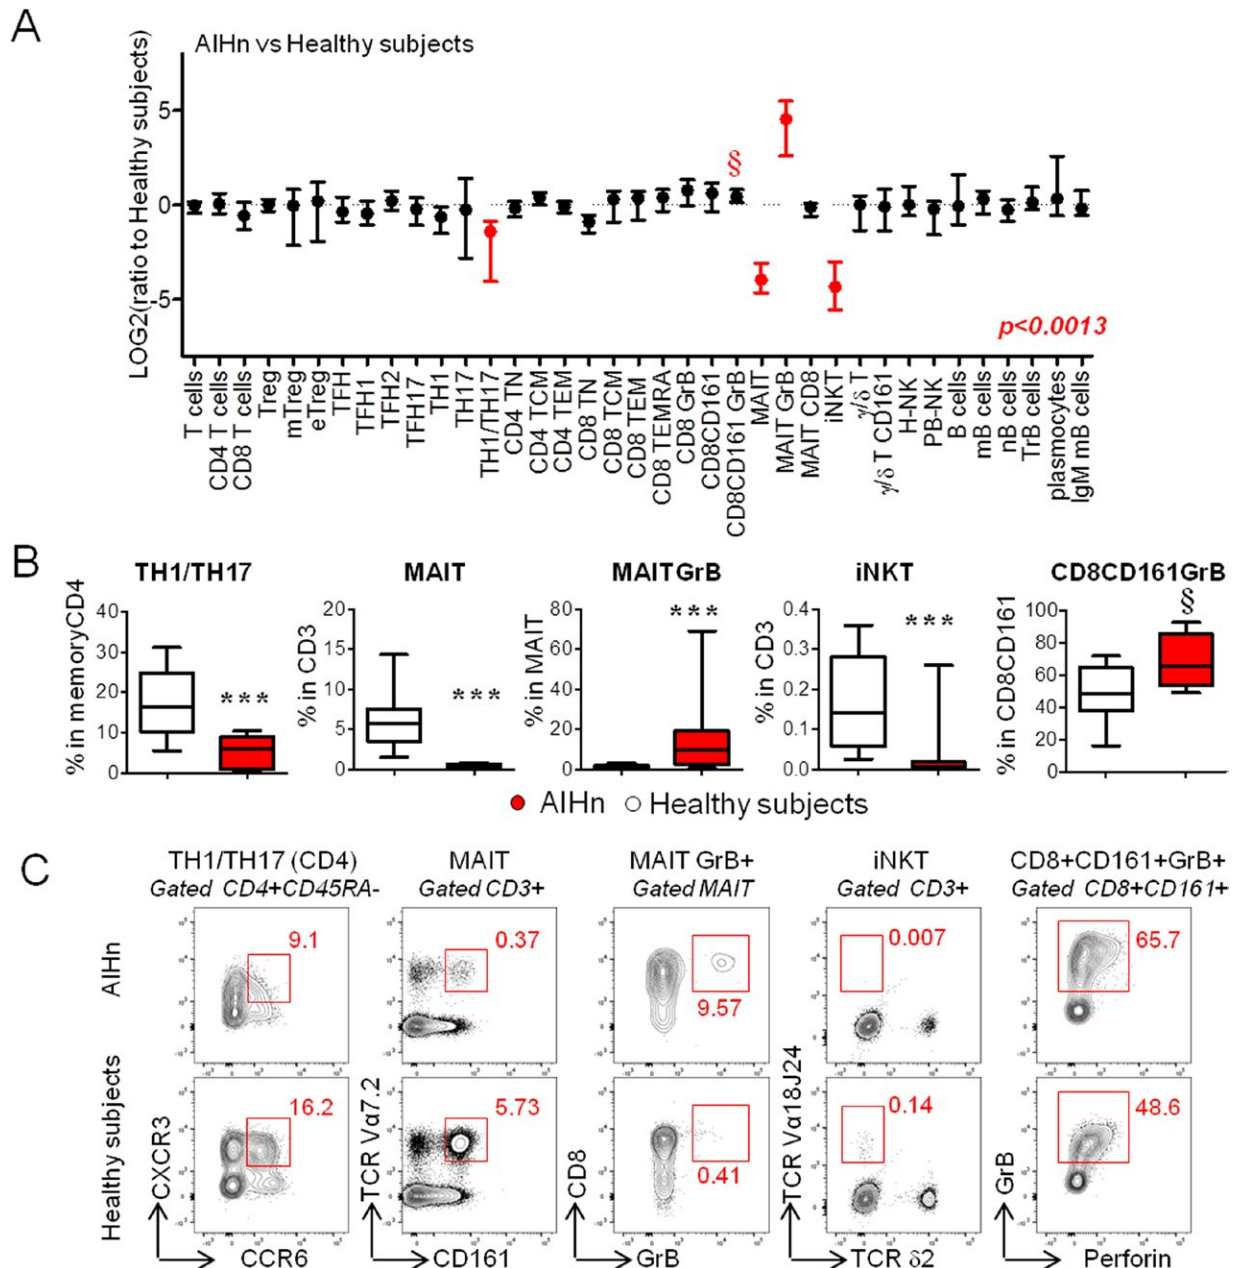 A
AIHn vs Healthy subjects
LOG2(ratio to Healthy subjects)
5
0
-5
§
p<0.0013
T cells
CD4 T cells
CD8 T cells
Treg
mTreg
eTreg
TFH
TFH1
TFH2
TFH17
TH1
TH17
TH1/TH17
CD4 TN
CD4 TCM
CD4 TEM
CD8 TN
CD8 TCM
CD8 TEM
CD8 TEMRA
CD8 GrB
CD8CD161
CD8CD161 GrB
MAIT
MAIT GrB
MAIT CD8
iNKT
γ/δ T
γ/δ T CD161
H-NK
PB-NK
B cells
mB cells
nB cells
TrB cells
plasmocytes
IgM mB cells
B
TH1/TH17
% in memoryCD4
40
30
20
10
0
***
MAIT
% in CD3
20
15
10
5
0
***
MAIT GrB
% in MAIT
80
60
40
20
0
***
iNKT
% in CD3
0.4
0.3
0.2
0.1
0.0
***
CD8CD161GrB
% in CD8CD161
100
80
60
40
20
0
§
AIHn Healthy subjects
C
TH1/TH17 (CD4)
Gated CD4+CD45RA-
MAIT
Gated CD3+
MAIT GrB+
Gated MAIT
iNKT
Gated CD3+
CD8+CD161+GrB+
Gated CD8+CD161+
AIHn
9.1
0.37
9.57
0.007
65.7
Healthy subjects
16.2
5.73
0.41
0.14
48.6
CXCR3
CCR6
TCR Vα7.2
CD161
CD8
GrB
TCR Vα18J24
TCR δ2
GrB
Perforin